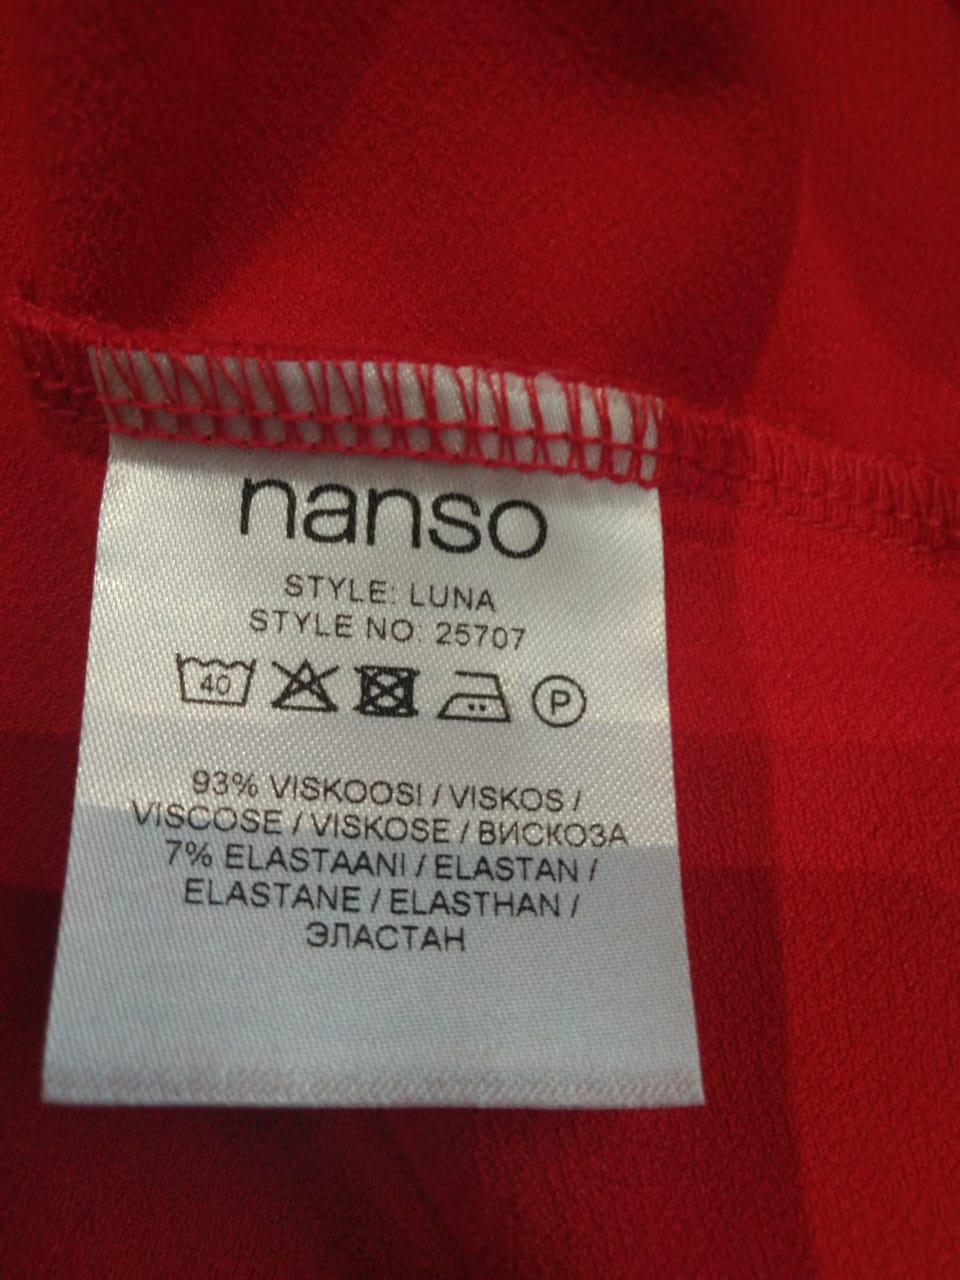 nanso
STYLE: LUNA
STYLE NO: 25707
40 P
93% VISKOOSI / VISKOS /
VISCOSE / VISKOSE / ВИСКОЗА
7% ELASTAANI / ELASTAN /
ELASTANE / ELASTHAN /
ЭЛАСТАН